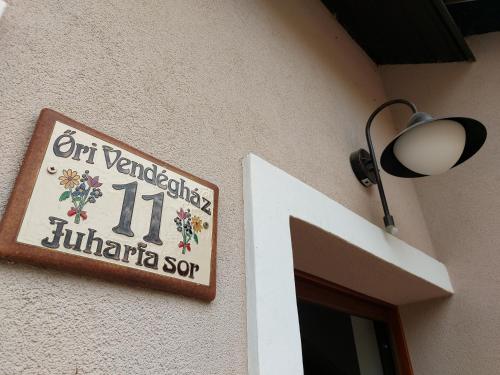 Őri Vendégház
11
Juharfa sor